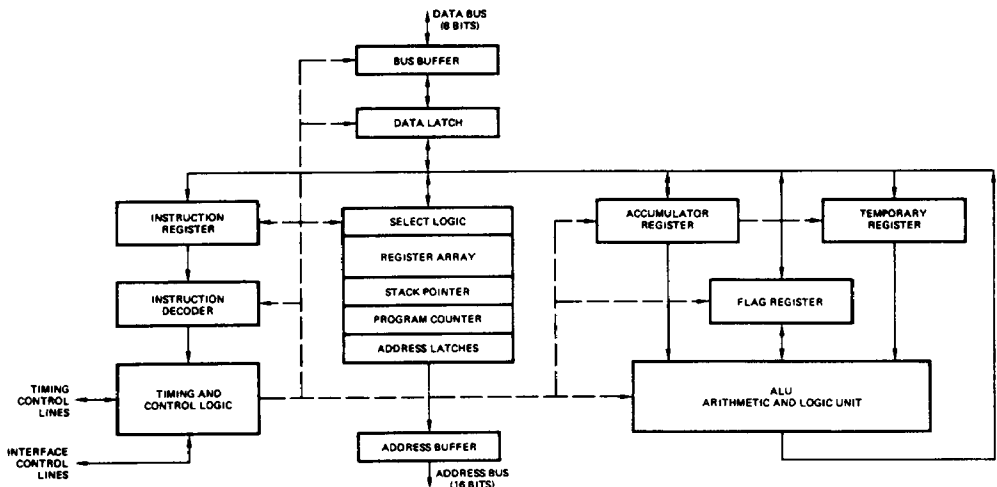 DATA BUS
(8 BITS)
BUS BUFFER
DATA LATCH
INSTRUCTION
REGISTER
SELECT LOGIC
REGISTER ARRAY
STACK POINTER
PROGRAM COUNTER
ADDRESS LATCHES
ACCUMULATOR
REGISTER
TEMPORARY
REGISTER
INSTRUCTION
DECODER
FLAG REGISTER
TIMING
CONTROL
LINES
TIMING AND
CONTROL LOGIC
ALU
ARITHMETIC AND LOGIC UNIT
INTERFACE
CONTROL
LINES
ADDRESS BUFFER
ADDRESS BUS
(16 BITS)